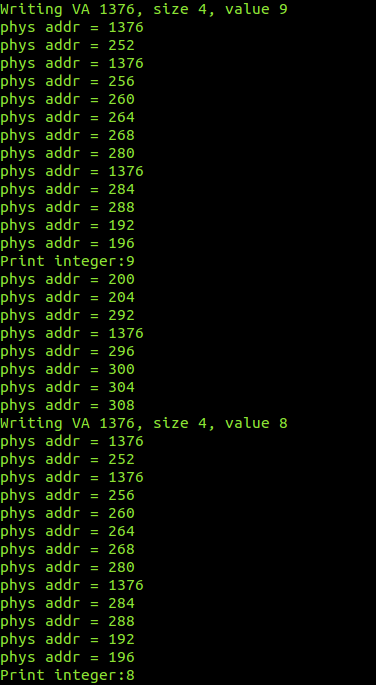 Writing VA 1376, size 4, value 9
phys addr = 1376
phys addr = 252
phys addr = 1376
phys addr = 256
phys addr = 260
phys addr = 264
phys addr = 268
phys addr = 280
phys addr = 1376
phys addr = 284
phys addr = 288
phys addr = 192
phys addr = 196
Print integer:9
phys addr = 200
phys addr = 204
phys addr = 292
phys addr = 1376
phys addr = 296
phys addr = 300
phys addr = 304
phys addr = 308
Writing VA 1376, size 4, value 8
phys addr = 1376
phys addr = 252
phys addr = 1376
phys addr = 256
phys addr = 260
phys addr = 264
phys addr = 268
phys addr = 280
phys addr = 1376
phys addr = 284
phys addr = 288
phys addr = 192
phys addr = 196
Print integer:8